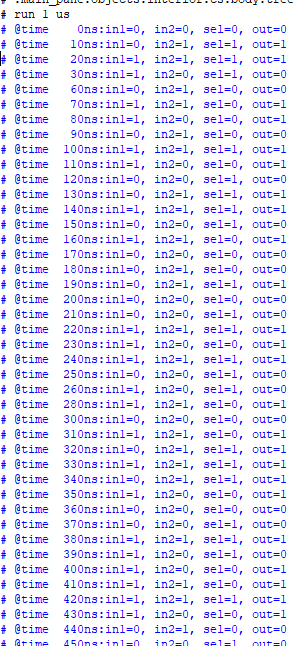 # .main_pane.objects.interior.cs.body.tree
# run 1 us
# @time    0ns:in1=0, in2=0, sel=0, out=0
# @time   10ns:in1=0, in2=1, sel=0, out=0
# @time   20ns:in1=1, in2=1, sel=1, out=1
# @time   30ns:in1=1, in2=0, sel=1, out=0
# @time   60ns:in1=0, in2=1, sel=1, out=1
# @time   70ns:in1=1, in2=1, sel=0, out=1
# @time   80ns:in1=0, in2=0, sel=1, out=0
# @time   90ns:in1=0, in2=1, sel=0, out=0
# @time  100ns:in1=1, in2=1, sel=0, out=1
# @time  110ns:in1=1, in2=0, sel=0, out=1
# @time  120ns:in1=0, in2=0, sel=1, out=0
# @time  130ns:in1=0, in2=1, sel=1, out=1
# @time  140ns:in1=1, in2=1, sel=1, out=1
# @time  150ns:in1=0, in2=0, sel=0, out=0
# @time  160ns:in1=1, in2=1, sel=1, out=1
# @time  170ns:in1=0, in2=0, sel=1, out=0
# @time  180ns:in1=1, in2=1, sel=0, out=1
# @time  190ns:in1=1, in2=1, sel=1, out=1
# @time  200ns:in1=0, in2=0, sel=1, out=0
# @time  210ns:in1=0, in2=0, sel=0, out=0
# @time  220ns:in1=1, in2=1, sel=1, out=1
# @time  230ns:in1=1, in2=0, sel=1, out=0
# @time  240ns:in1=1, in2=1, sel=0, out=1
# @time  250ns:in1=0, in2=0, sel=1, out=0
# @time  260ns:in1=1, in2=0, sel=0, out=1
# @time  280ns:in1=1, in2=1, sel=0, out=1
# @time  300ns:in1=0, in2=0, sel=1, out=0
# @time  310ns:in1=1, in2=1, sel=1, out=1
# @time  320ns:in1=0, in2=1, sel=1, out=1
# @time  330ns:in1=1, in2=1, sel=0, out=1
# @time  340ns:in1=0, in2=1, sel=1, out=1
# @time  350ns:in1=1, in2=0, sel=0, out=1
# @time  360ns:in1=0, in2=0, sel=0, out=0
# @time  370ns:in1=0, in2=0, sel=1, out=0
# @time  380ns:in1=1, in2=1, sel=0, out=1
# @time  390ns:in1=0, in2=0, sel=1, out=0
# @time  400ns:in1=0, in2=0, sel=0, out=0
# @time  410ns:in1=1, in2=1, sel=0, out=1
# @time  420ns:in1=1, in2=1, sel=1, out=1
# @time  430ns:in1=1, in2=0, sel=0, out=1
# @time  440ns:in1=0, in2=1, sel=0, out=0
# @time  450ns:in1=0, in2=0, sel=1, out=0